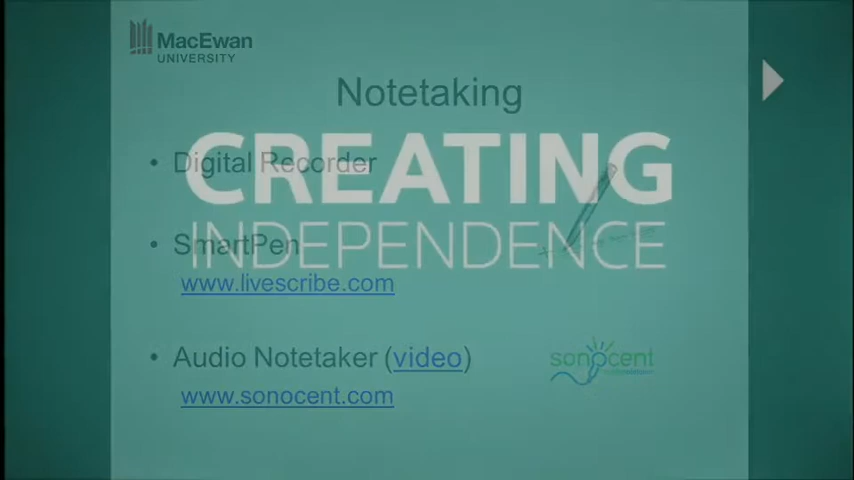 MacEwan
UNIVERSITY
Notetaking
• Digital Recorder
CREATING
• SmartPen
INDEPENDENCE
www.livescribe.com
• Audio Notetaker (video)
sonocent
www.sonocent.com